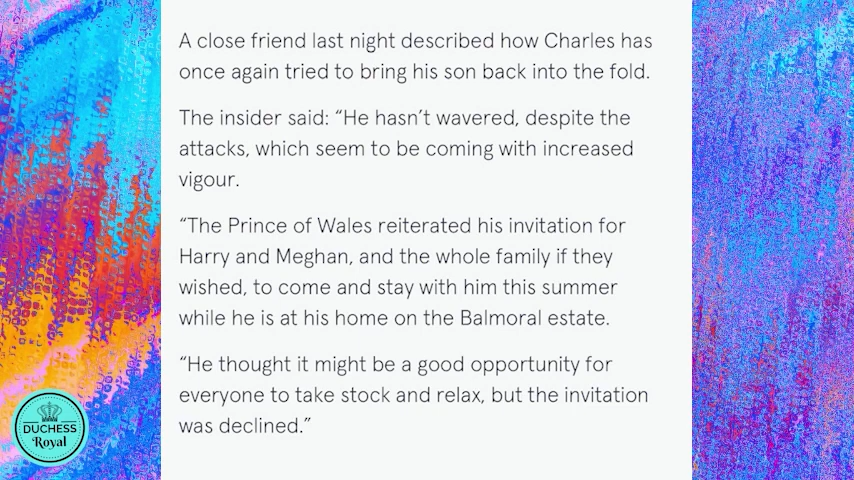 A close friend last night described how Charles has
once again tried to bring his son back into the fold.
The insider said: “He hasn’t wavered, despite the
attacks, which seem to be coming with increased
vigour.
“The Prince of Wales reiterated his invitation for
Harry and Meghan, and the whole family if they
wished, to come and stay with him this summer
while he is at his home on the Balmoral estate.
“He thought it might be a good opportunity for
everyone to take stock and relax, but the invitation
was declined.”
DUCHESS
Royal